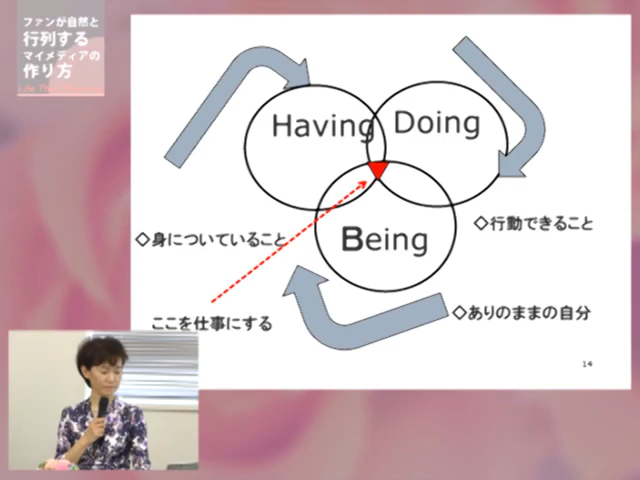 ファンが自然と
行列する
マイメディアの
作り方
Having
Doing
Being
◇身についていること
◇行動できること
◇ありのままの自分
ここを仕事にする
14